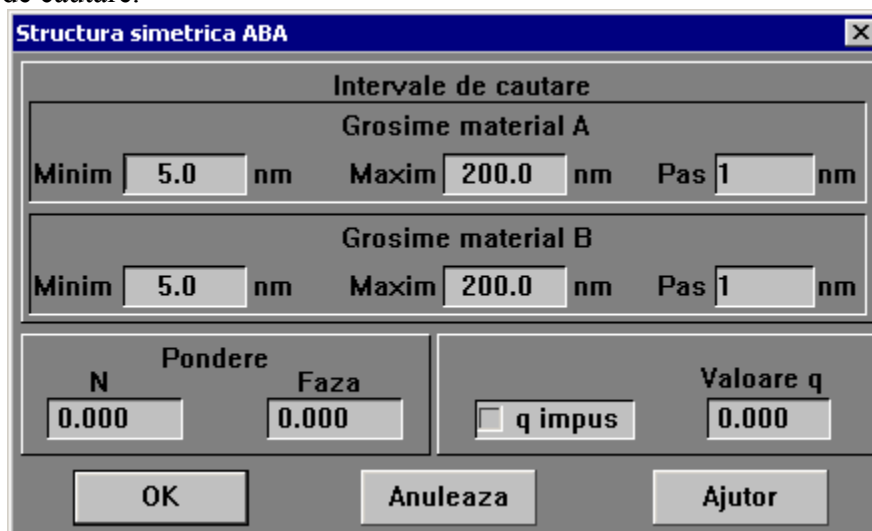 de cautare.
Structura simetrica ABA
Intervale de cautare
Grosime material A
Minim 5.0 nm Maxim 200.0 nm Pas 1 nm
Grosime material B
Minim 5.0 nm Maxim 200.0 nm Pas 1 nm
Pondere
N Faza Valoare q
0.000 0.000 q impus 0.000
OK Anuleaza Ajutor